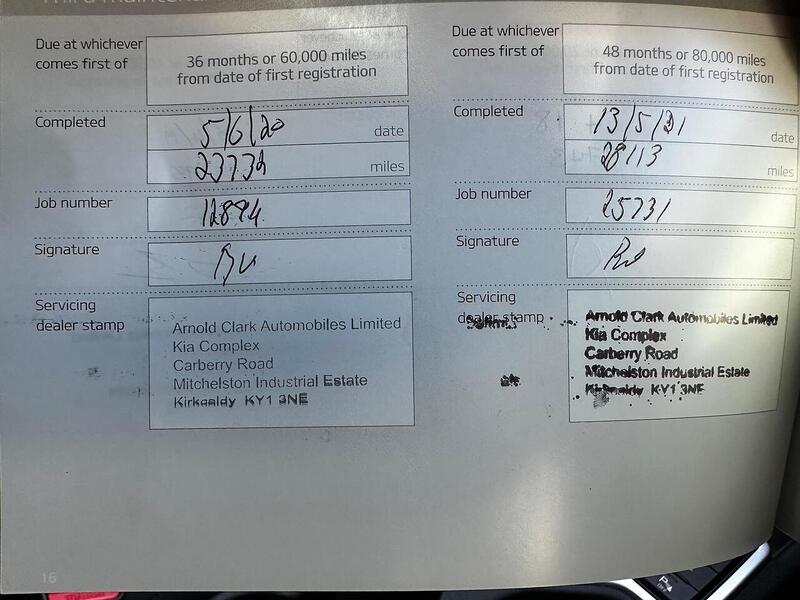 Due at whichever
comes first of
36 months or 60,000 miles
from date of first registration
Completed
5/6/20
date
23732
miles
Job number
12894
Signature
Servicing
dealer stamp
Arnold Clark Automobiles Limited
Kia Complex
Carberry Road
Mitchelston Industrial Estate
Kirkcaldy KY1 3NE
16
Due at whichever
comes first of
48 months or 80,000 miles
from date of first registration
Completed
13/5/21
date
28113
miles
Job number
25731
Signature
Servicing
dealer stamp
Arnold Clark Automobiles Limited
Kia Complex
Carberry Road
Mitchelston Industrial Estate
Kirkcaldy KY1 3NE